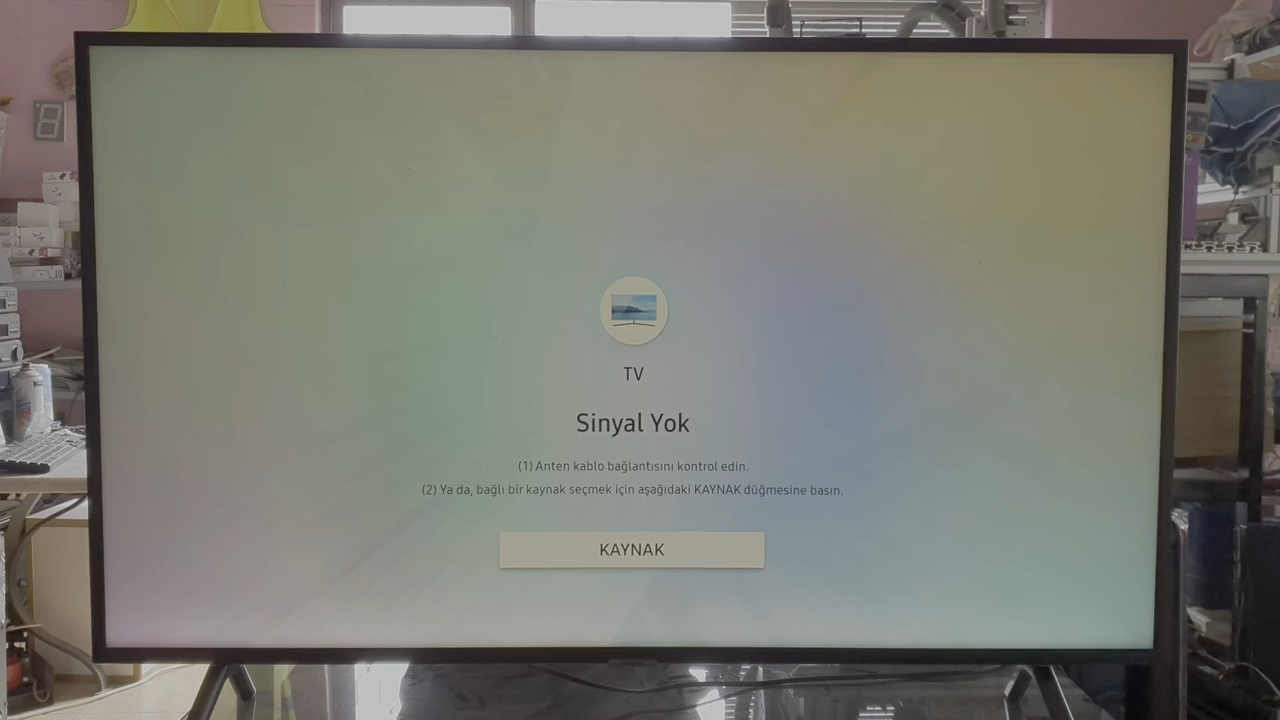 TV
Sinyal Yok
(1) Anten kablo bağlantısını kontrol edin.
(2) Ya da, bağlı bir kaynak seçmek için aşağıdaki KAYNAK düğmesine basın.
KAYNAK